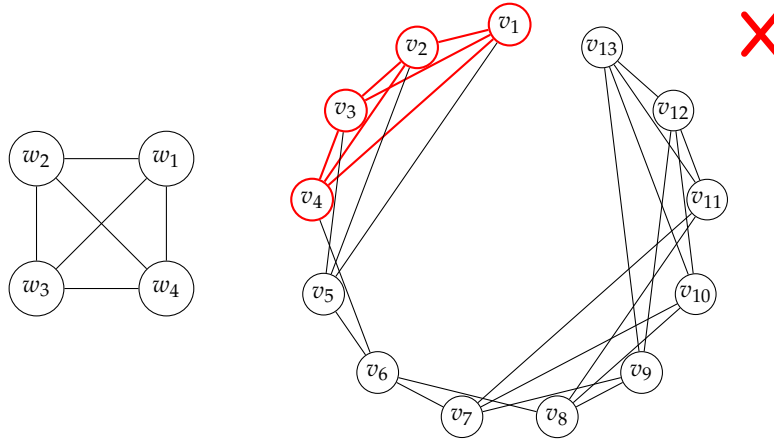 w₂ w₁
w₃ w₄
v₁
v₂
v₃
v₄
v₅
v₆
v₇
v₈
v₉
v₁₀
v₁₁
v₁₂
v₁₃